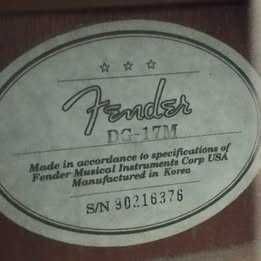 Fender
DG-17M
Made in accordance to specifications of
Fender Musical Instruments Corp USA
Manufactured in Korea
S/N 90216376